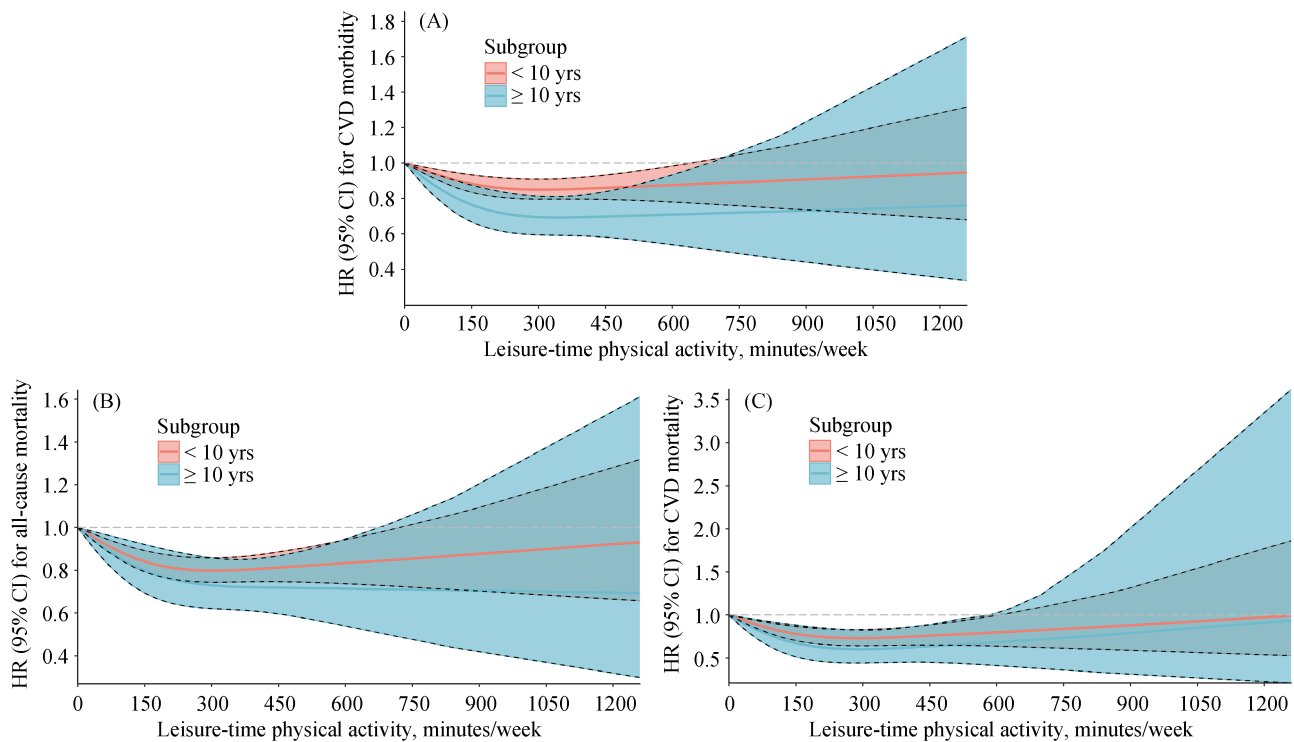 (A)
Subgroup
< 10 yrs
≥ 10 yrs
HR (95% CI) for CVD morbidity
1.8
1.6
1.4
1.2
1.0
0.8
0.6
0.4
0 150 300 450 600 750 900 1050 1200
Leisure-time physical activity, minutes/week
(B)
Subgroup
< 10 yrs
≥ 10 yrs
HR (95% CI) for all-cause mortality
1.6
1.4
1.2
1.0
0.8
0.6
0.4
0 150 300 450 600 750 900 1050 1200
Leisure-time physical activity, minutes/week
(C)
Subgroup
< 10 yrs
≥ 10 yrs
HR (95% CI) for CVD mortality
3.5
3.0
2.5
2.0
1.5
1.0
0.5
0 150 300 450 600 750 900 1050 1200
Leisure-time physical activity, minutes/week